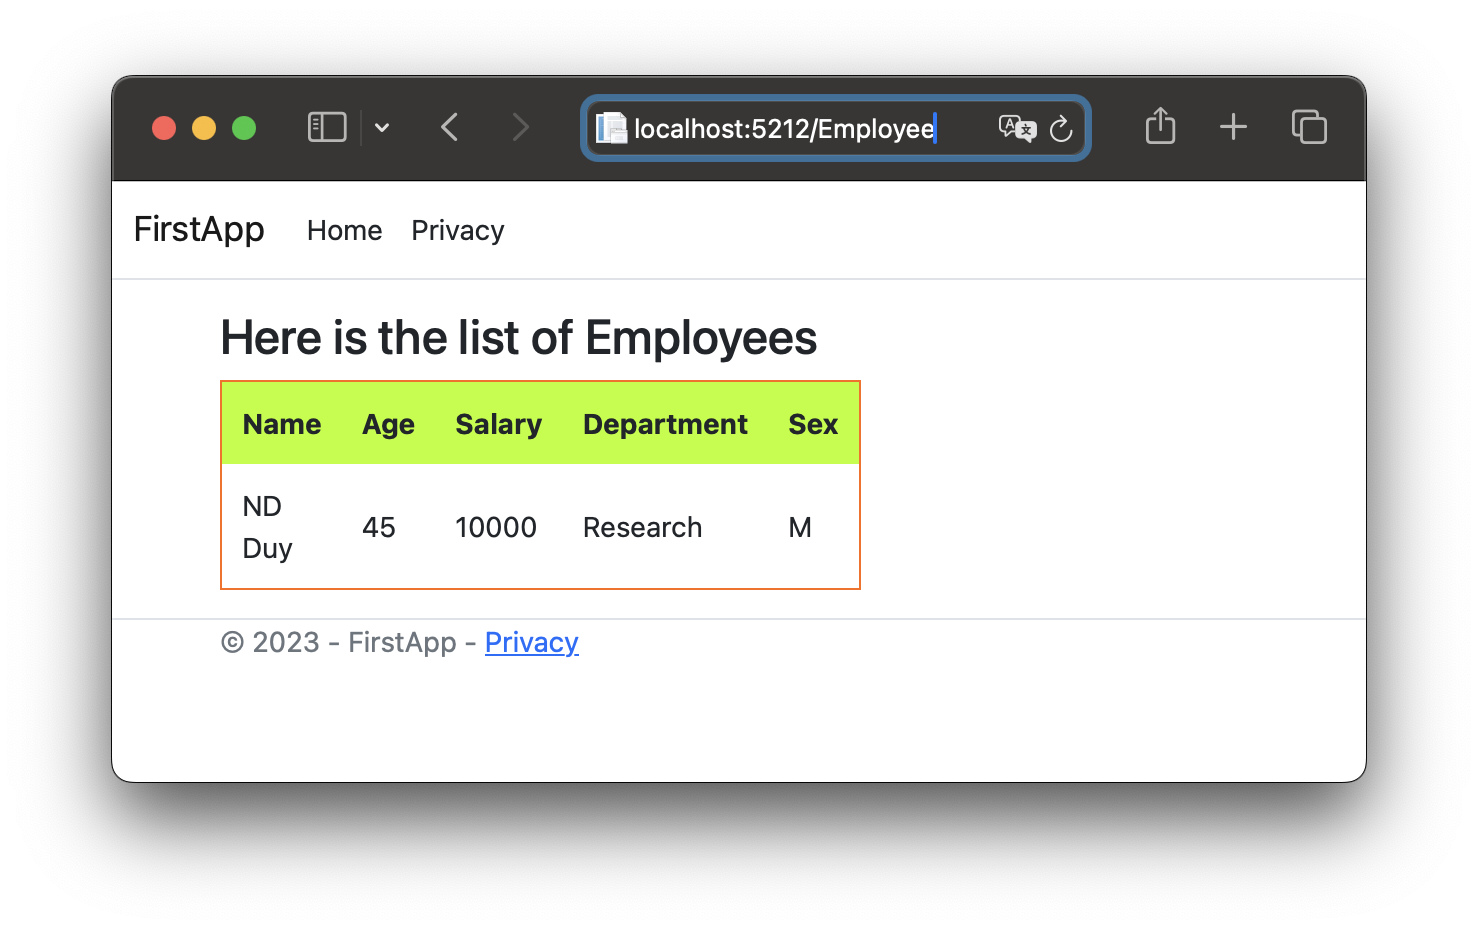 localhost:5212/Employee
FirstApp Home Privacy
Here is the list of Employees
Name Age Salary Department Sex
ND
Duy 45 10000 Research M
© 2023 - FirstApp - Privacy